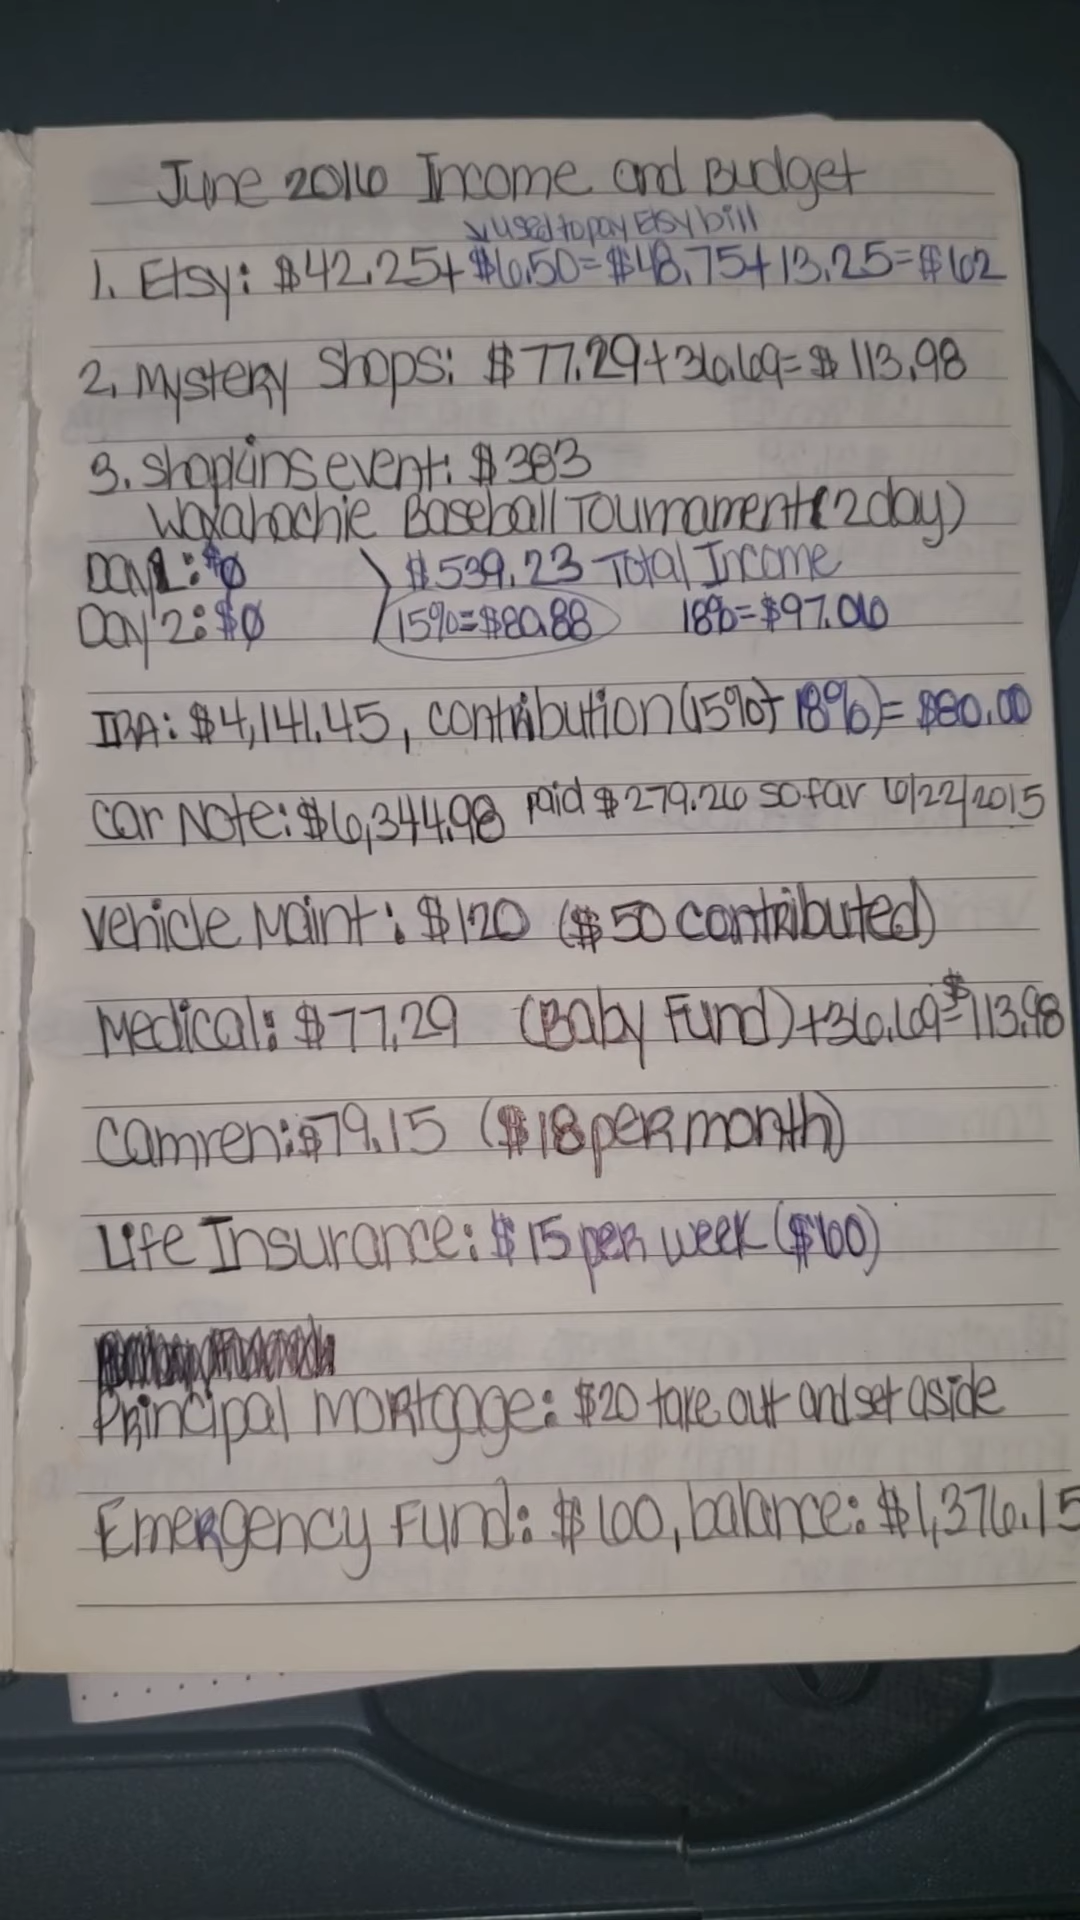 June 2016 Income and Budget
used to pay Etsy bill
1. Etsy: $42.25+ $6.50=$48.75+13.25=$62
2. Mystery Shops: $77.29+36.69=$113.98
3. Shopkins event: $383
Waxahachie Baseball Tournament (2 day)
Day 1: $0 $539.23 Total Income
Day 2: $0 15%=$80.88 18%=$97.06
IRA: $4,141.45, contribution (15%+18%)= $80.00
Car Note: $6,344.98 paid $279.26 so far 6/22/2015
Vehicle Maint: $120 ($50 contributed)
Medical: $77.29 (Baby Fund)+36.69=$113.98
Camren: $79.15 ($18 per month)
Life Insurance: $15 per week ($60)
Principal Mortgage: $20 take out and set aside
Emergency Fund: $100, balance: $1,376.15